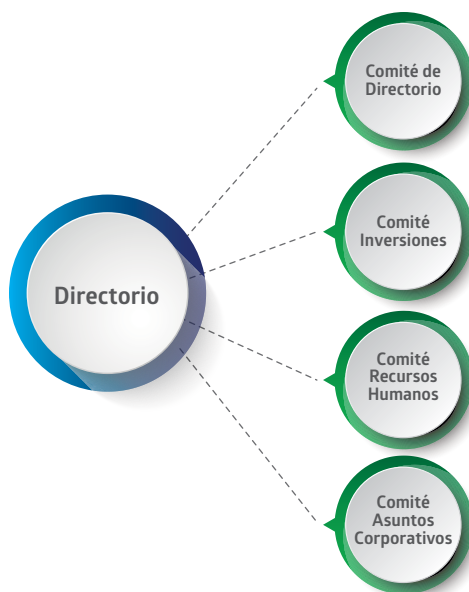 Comité de
Directorio
Comité
Inversiones
Directorio
Comité
Recursos
Humanos
Comité
Asuntos
Corporativos